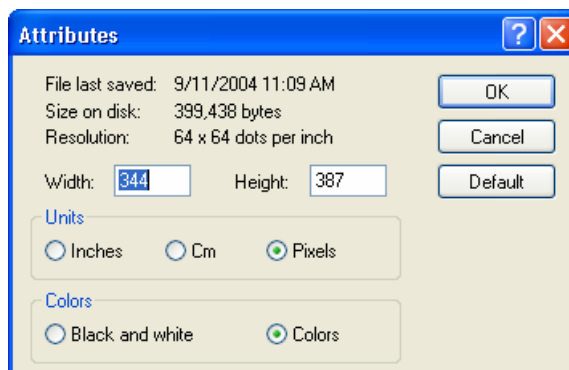 Attributes
File last saved: 9/11/2004 11:09 AM
OK
Size on disk: 399,438 bytes
Resolution: 64 x 64 dots per inch
Cancel
Width: 344 Height: 387
Default
Units
Inches Cm Pixels
Colors
Black and white Colors